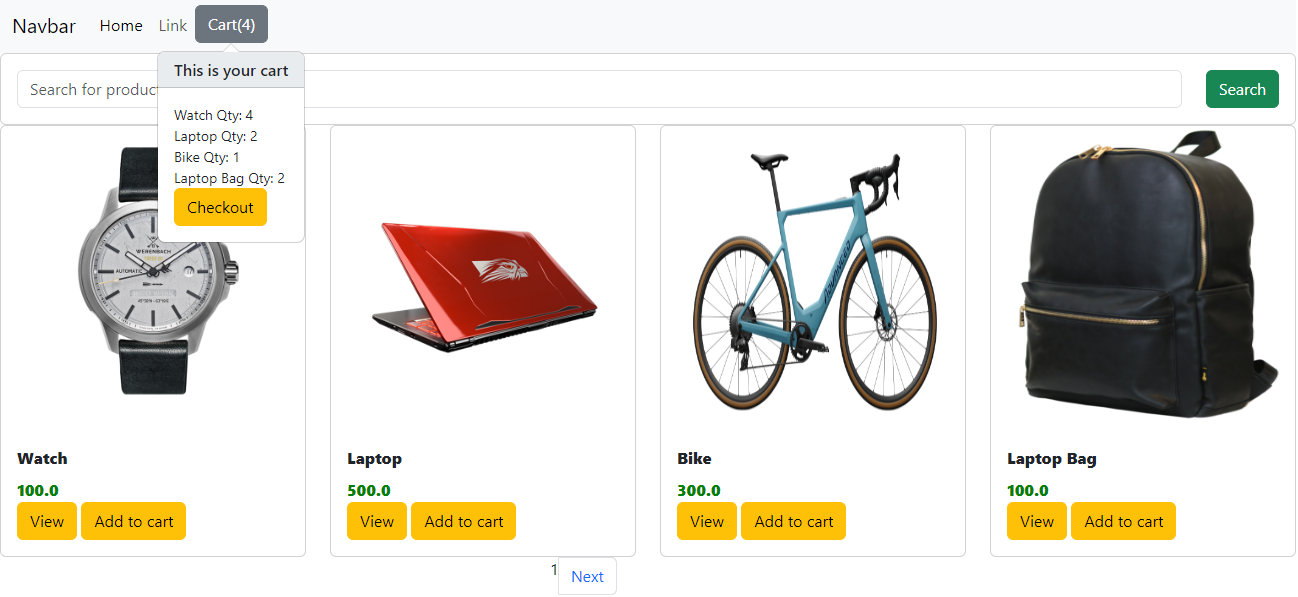 Navbar Home Link Cart(4)
This is your cart
Search for produc
Search
Watch Qty: 4
Laptop Qty: 2
Bike Qty: 1
Laptop Bag Qty: 2
Checkout
WERENBACH
AUTOMATIC
ADVANCED
Watch
100.0
View Add to cart
Laptop
500.0
View Add to cart
Bike
300.0
View Add to cart
Laptop Bag
100.0
View Add to cart
1 Next